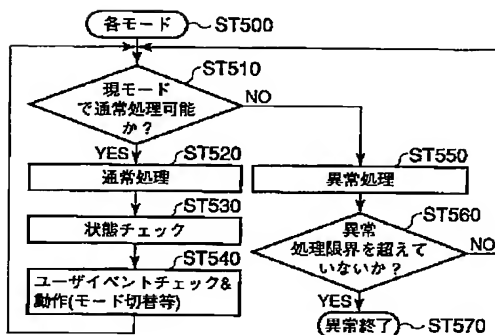 各モード
ST500
ST510
現モード
で通常処理可能
か？
NO
YES
ST520
通常処理
ST550
異常処理
ST530
状態チェック
ST560
異常
処理限界を超えて
いないか？
NO
ST540
ユーザイベントチェック&
動作(モード切替等)
YES
異常終了
ST570